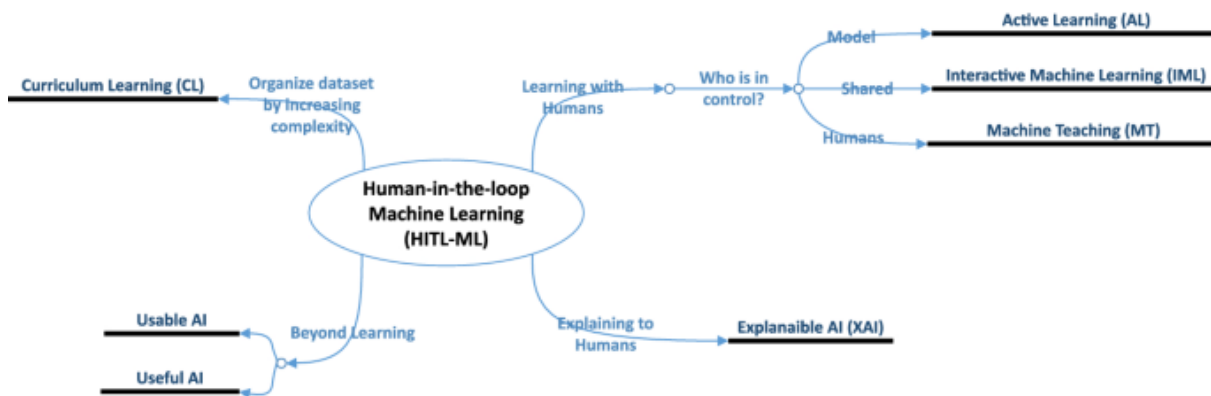 Active Learning (AL)
Model
Curriculum Learning (CL)
Organize dataset
by increasing
complexity
Learning with
Humans
Who is in
control?
Shared
Interactive Machine Learning (IML)
Humans
Machine Teaching (MT)
Human-in-the-loop
Machine Learning
(HITL-ML)
Usable AI
Beyond Learning
Useful AI
Explaining to
Humans
Explanaible AI (XAI)